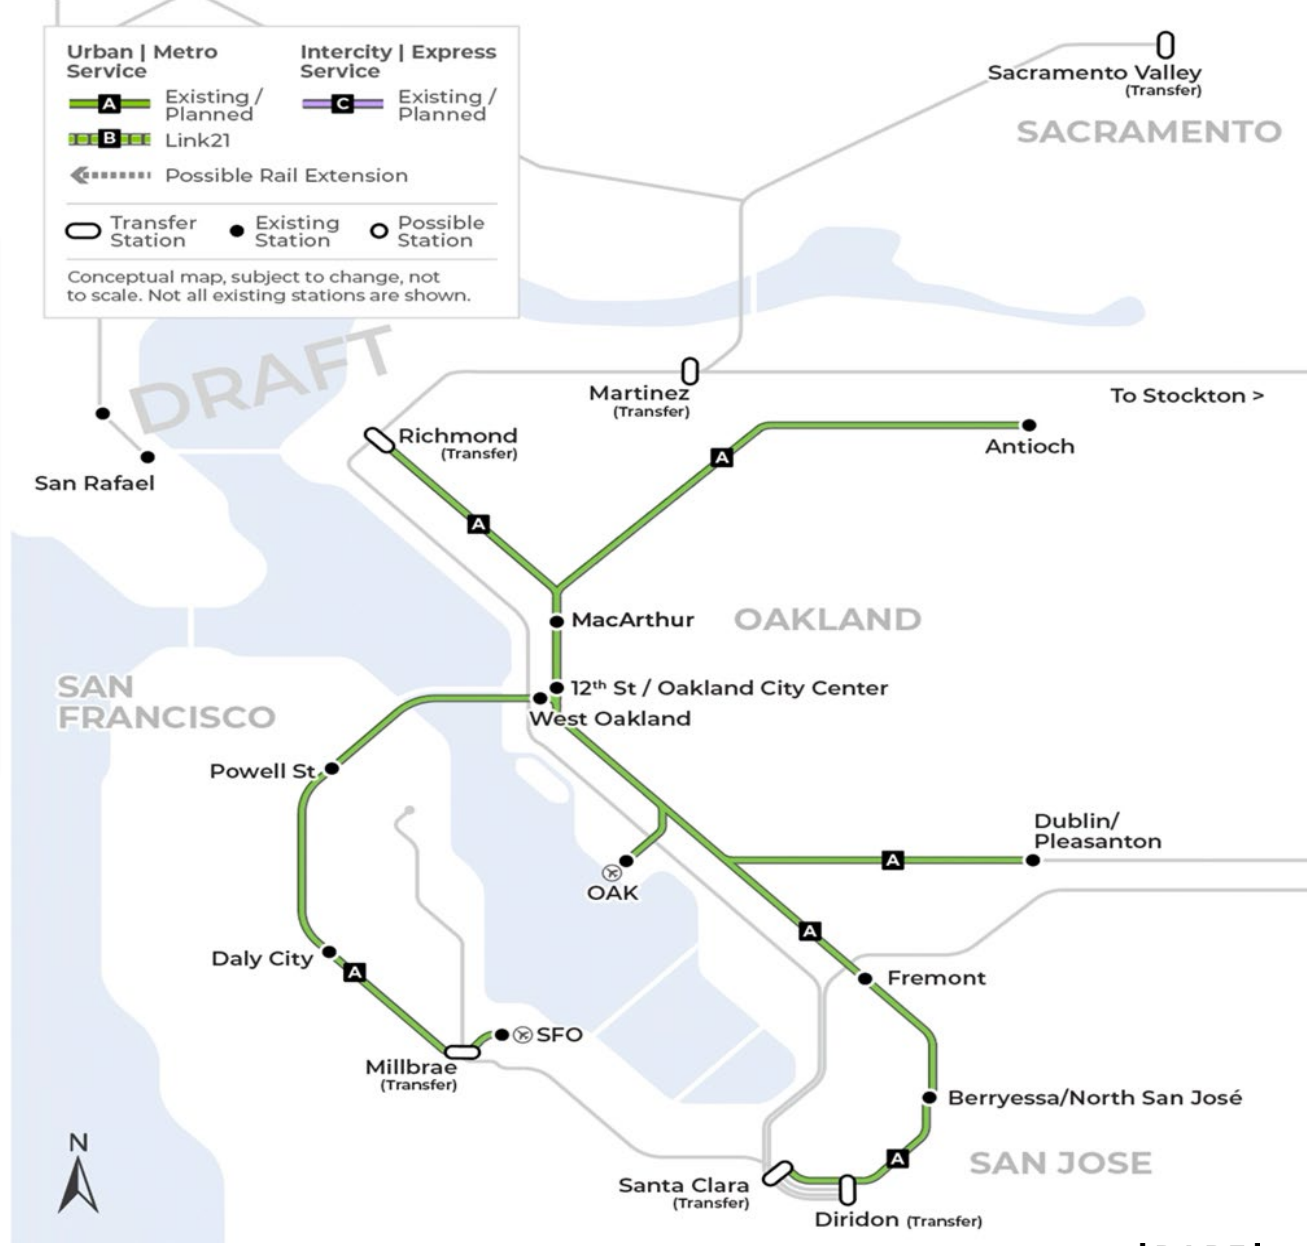 Urban | Metro
Service
Intercity | Express
Service
A
Existing /
Planned
C
Existing /
Planned
B
Link21
Possible Rail Extension
Transfer
Station
Existing
Station
Possible
Station
Conceptual map, subject to change, not
to scale. Not all existing stations are shown.
Sacramento Valley
(Transfer)
SACRAMENTO
DRAFT
Martinez
(Transfer)
To Stockton >
Richmond
(Transfer)
Antioch
A
San Rafael
A
MacArthur
OAKLAND
SAN
FRANCISCO
12th St / Oakland City Center
West Oakland
Powell St
Dublin/
Pleasanton
A
OAK
A
Daly City
A
Fremont
SFO
Millbrae
(Transfer)
Berryessa/North San José
N
A
SAN JOSE
Santa Clara
(Transfer)
Diridon (Transfer)